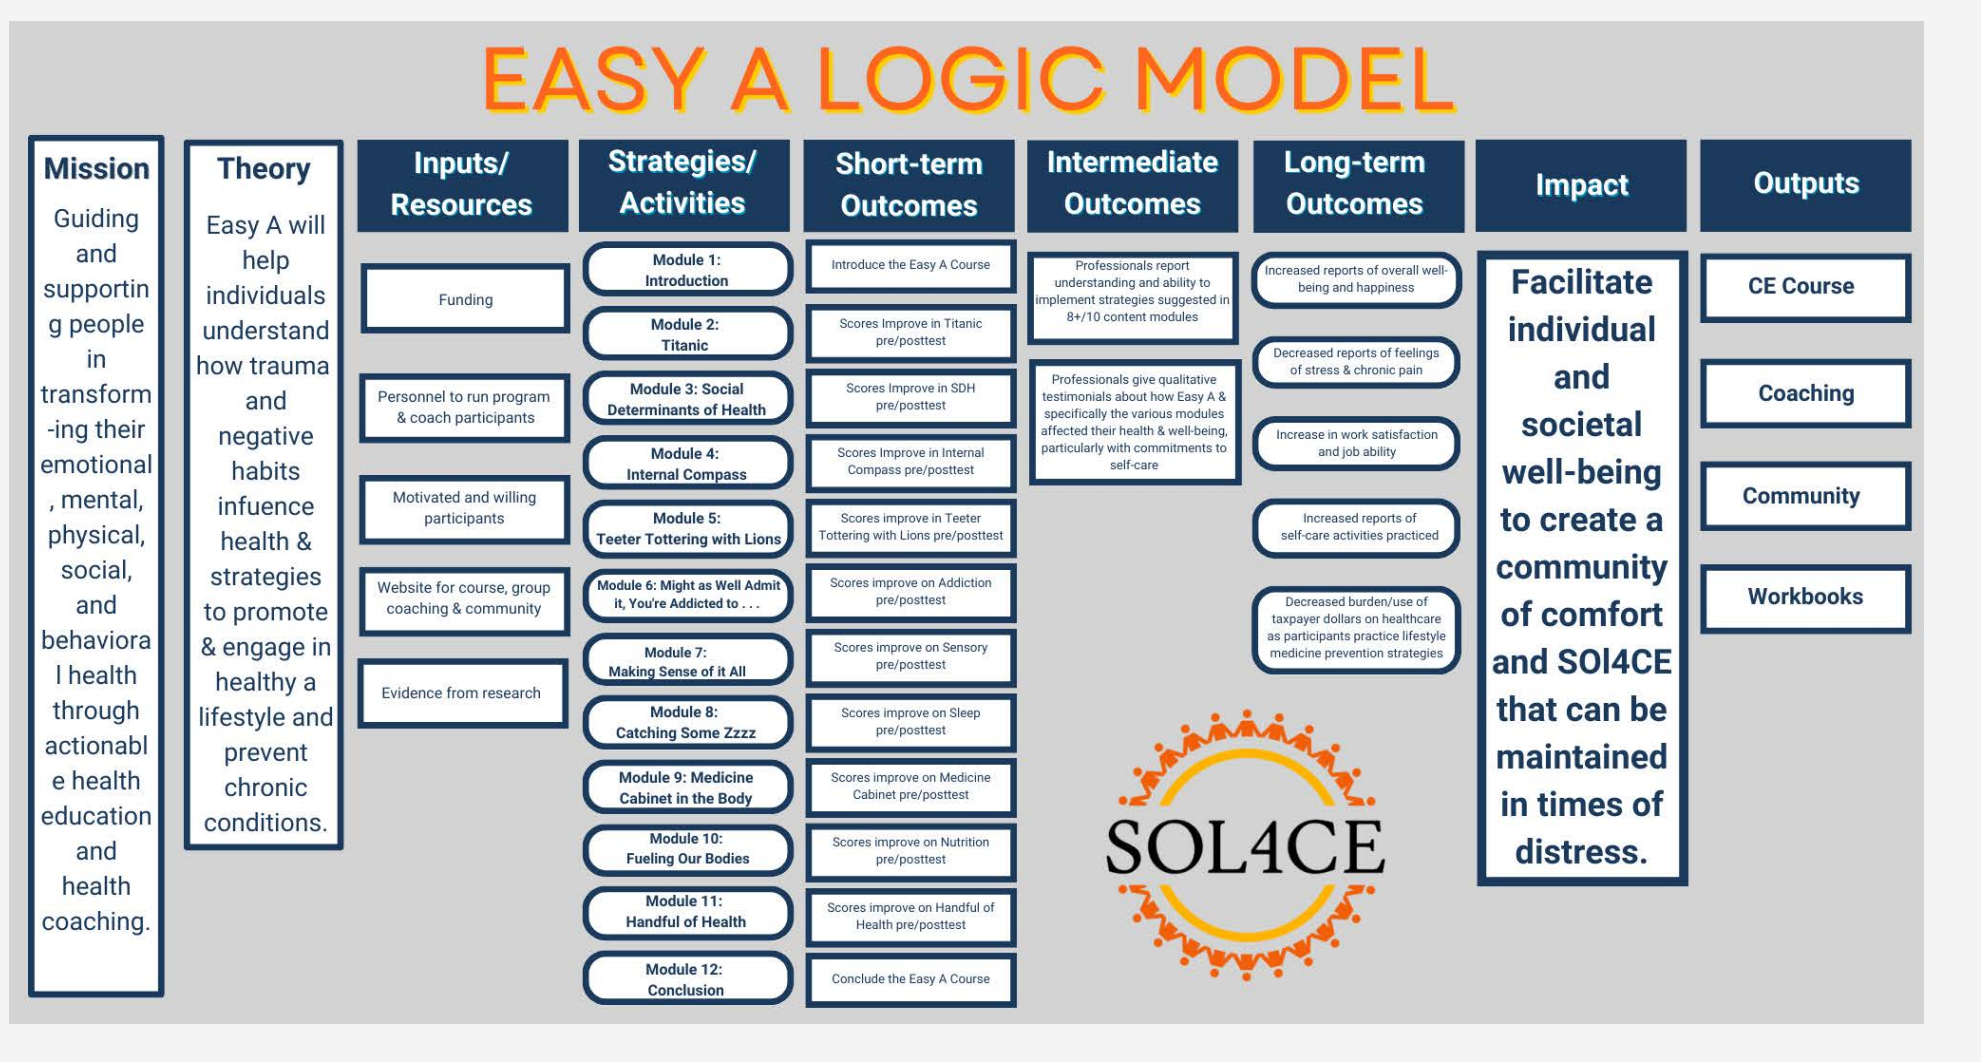 EASY A LOGIC MODEL
Mission
Guiding
and
supportin
g people
in
transform
-ing their
emotional
, mental,
physical,
social,
and
behaviora
l health
through
actionabl
e health
education
and
health
coaching.
Theory
Easy A will
help
individuals
understand
how trauma
and
negative
habits
infuence
health &
strategies
to promote
& engage in
healthy a
lifestyle and
prevent
chronic
conditions.
Inputs/
Resources
Funding
Personnel to run program
& coach participants
Motivated and willing
participants
Website for course, group
coaching & community
Evidence from research
Strategies/
Activities
Module 1:
Introduction
Module 2:
Titanic
Module 3: Social
Determinants of Health
Module 4:
Internal Compass
Module 5:
Teeter Tottering with Lions
Module 6: Might as Well Admit
it, You're Addicted to . . .
Module 7:
Making Sense of it All
Module 8:
Catching Some Zzzz
Module 9: Medicine
Cabinet in the Body
Module 10:
Fueling Our Bodies
Module 11:
Handful of Health
Module 12:
Conclusion
Short-term
Outcomes
Introduce the Easy A Course
Scores Improve in Titanic
pre/posttest
Scores Improve in SDH
pre/posttest
Scores Improve in Internal
Compass pre/posttest
Scores improve in Teeter
Tottering with Lions pre/posttest
Scores improve on Addiction
pre/posttest
Scores improve on Sensory
pre/posttest
Scores improve on Sleep
pre/posttest
Scores improve on Medicine
Cabinet pre/posttest
Scores improve on Nutrition
pre/posttest
Scores improve on Handful of
Health pre/posttest
Conclude the Easy A Course
Intermediate
Outcomes
Professionals report
understanding and ability to
implement strategies suggested in
8+/10 content modules
Professionals give qualitative
testimonials about how Easy A &
specifically the various modules
affected their health & well-being,
particularly with commitments to
self-care
Long-term
Outcomes
Increased reports of overall well-
being and happiness
Decreased reports of feelings
of stress & chronic pain
Increase in work satisfaction
and job ability
Increased reports of
self-care activities practiced
Decreased burden/use of
taxpayer dollars on healthcare
as participants practice lifestyle
medicine prevention strategies
SOL4CE
Impact
Facilitate
individual
and
societal
well-being
to create a
community
of comfort
and SOl4CE
that can be
maintained
in times of
distress.
Outputs
CE Course
Coaching
Community
Workbooks